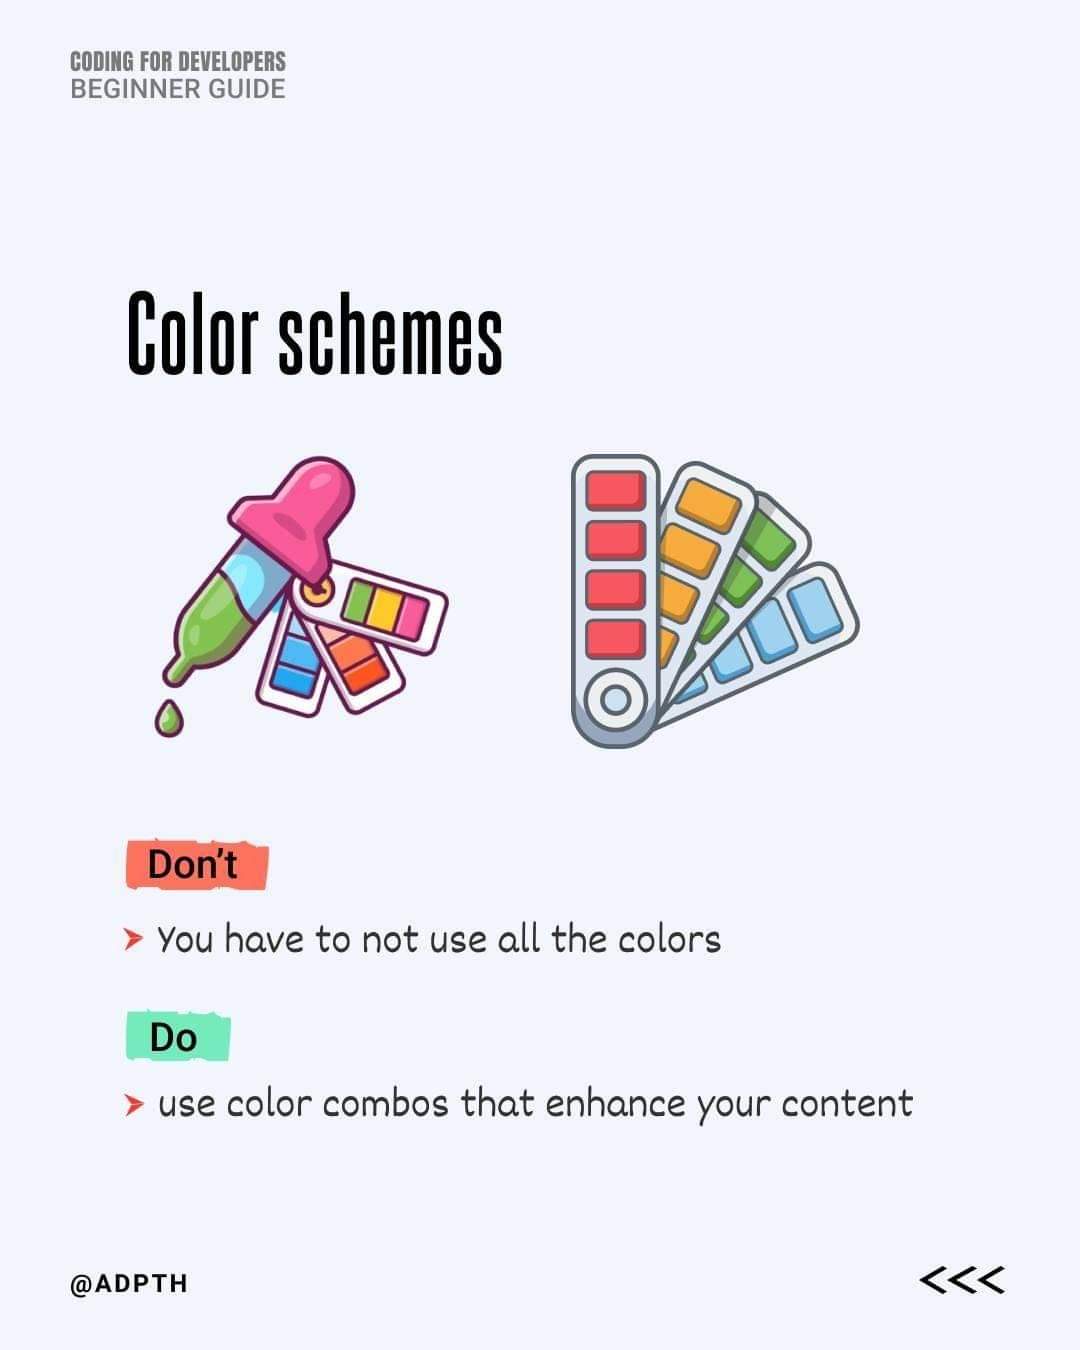 CODING FOR DEVELOPERS
BEGINNER GUIDE
Color schemes
Don't
You have to not use all the colors
Do
use color combos that enhance your content
@ADPTH
<<<